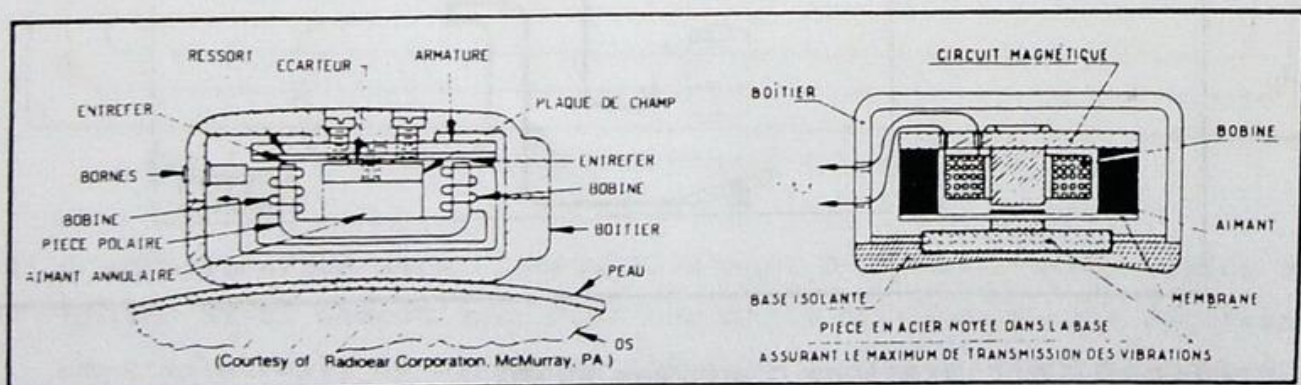 RESSORT
ECARTEUR
ARMATURE
ENTREFER
PLAQUE DE CHAMP
ENTREFER
BORNES
BOBINE
BOBINE
PIECE POLAIRE
BOITIER
AIMANT ANNULAIRE
PEAU
OS
(Courtesy of Radioear Corporation, McMurray, PA.)
CIRCUIT MAGNÉTIQUE
BOÎTIER
BOBINE
AIMANT
BASE ISOLANTE
MEMBRANE
PIECE EN ACIER NOYÉE DANS LA BASE
ASSURANT LE MAXIMUM DE TRANSMISSION DES VIBRATIONS